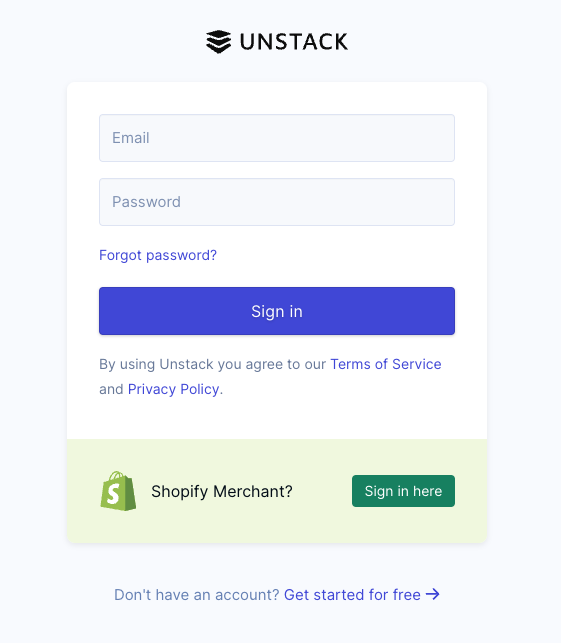 UNSTACK
Email
Password
Forgot password?
Sign in
By using Unstack you agree to our Terms of Service
and Privacy Policy.
Shopify Merchant?
Sign in here
Don't have an account? Get started for free →